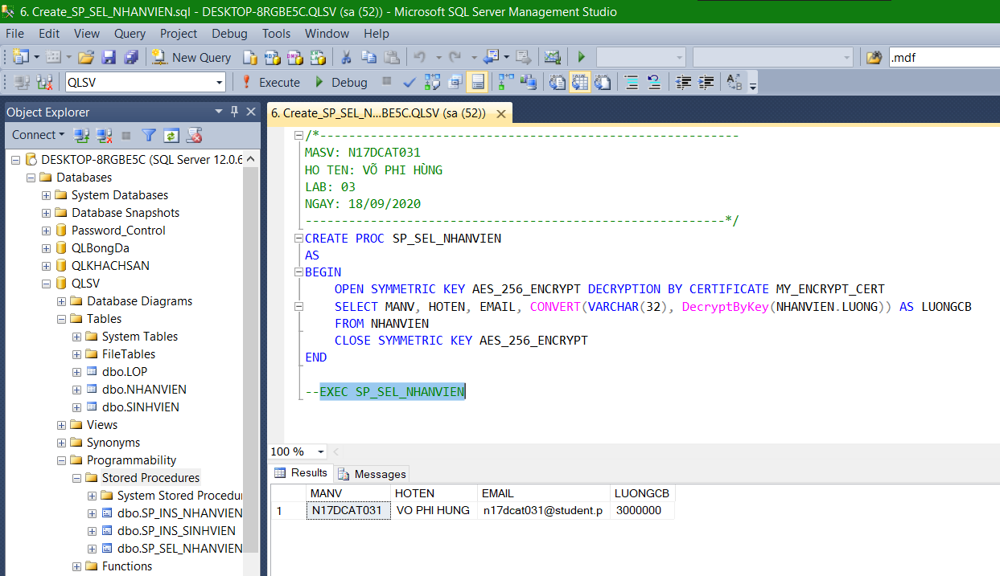 6. Create_SP_SEL_NHANVIEN.sql - DESKTOP-8RGBE5C.QLSV (sa (52)) - Microsoft SQL Server Management Studio
File Edit View Query Project Debug Tools Window Help
New Query .mdf
QLSV Execute Debug
Object Explorer
Connect
DESKTOP-8RGBE5C (SQL Server 12.0.6
Databases
System Databases
Database Snapshots
Password_Control
QLBongDa
QLKHACHSAN
QLSV
Database Diagrams
Tables
System Tables
FileTables
dbo.LOP
dbo.NHANVIEN
dbo.SINHVIEN
Views
Synonyms
Programmability
Stored Procedures
System Stored Procedu
dbo.SP_INS_NHANVIEN
dbo.SP_INS_SINHVIEN
dbo.SP_SEL_NHANVIEN
Functions
6. Create_SP_SEL_N...BE5C.QLSV (sa (52))
/*----------------------------------------------------------
MASV: N17DCAT031
HO TEN: VÕ PHI HÙNG
LAB: 03
NGAY: 18/09/2020
----------------------------------------------------------*/
CREATE PROC SP_SEL_NHANVIEN
AS
BEGIN
OPEN SYMMETRIC KEY AES_256_ENCRYPT DECRYPTION BY CERTIFICATE MY_ENCRYPT_CERT
SELECT MANV, HOTEN, EMAIL, CONVERT(VARCHAR(32), DecryptByKey(NHANVIEN.LUONG)) AS LUONGCB
FROM NHANVIEN
CLOSE SYMMETRIC KEY AES_256_ENCRYPT
END
--EXEC SP_SEL_NHANVIEN
100 %
Results Messages
MANV HOTEN EMAIL LUONGCB
1 N17DCAT031 VO PHI HUNG n17dcat031@student.p 3000000